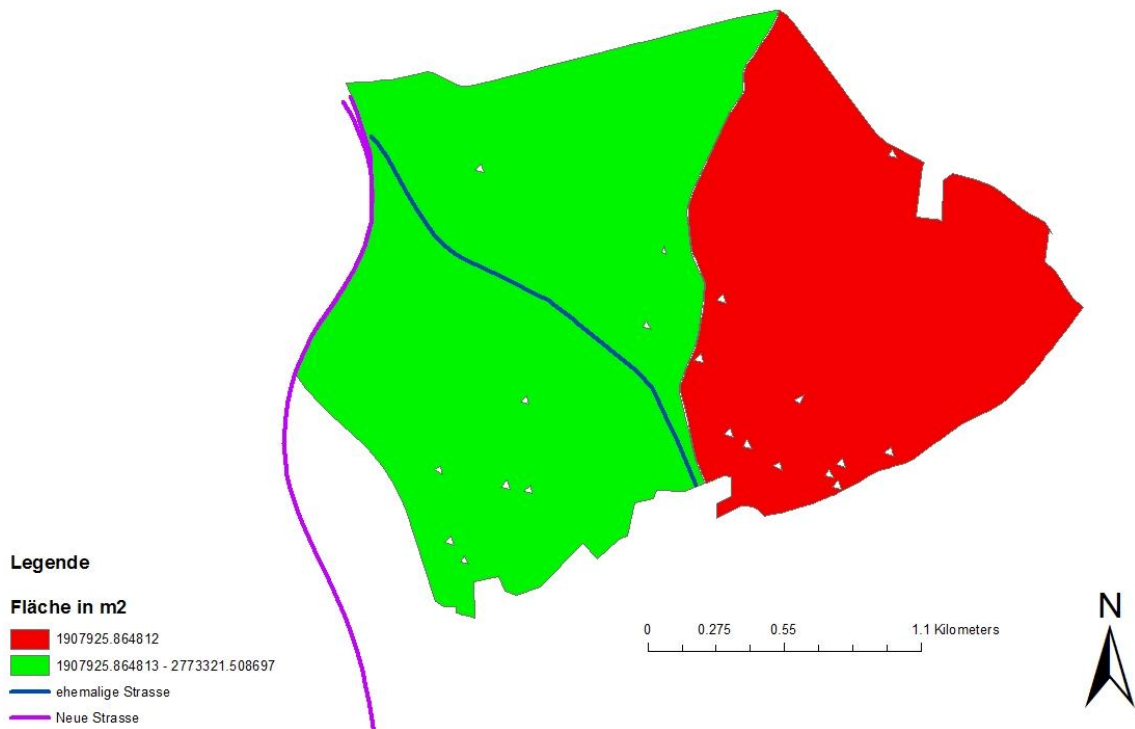 Legende
Fläche in m2
1907925.864812
1907925.864813 - 2773321.508697
ehemalige Strasse
Neue Strasse
0 0.275 0.55 1.1 Kilometers
N